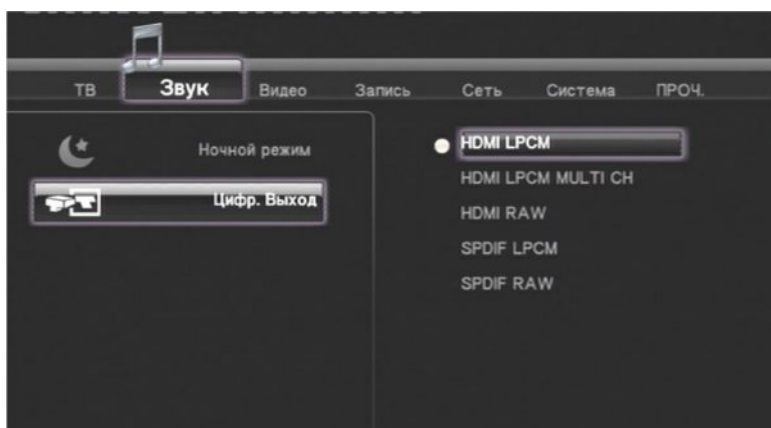 ТВ Звук Видео Запись Сеть Система ПРОЧ.
Ночной режим
Цифр. Выход
HDMI LPCM
HDMI LPCM MULTI CH
HDMI RAW
SPDIF LPCM
SPDIF RAW